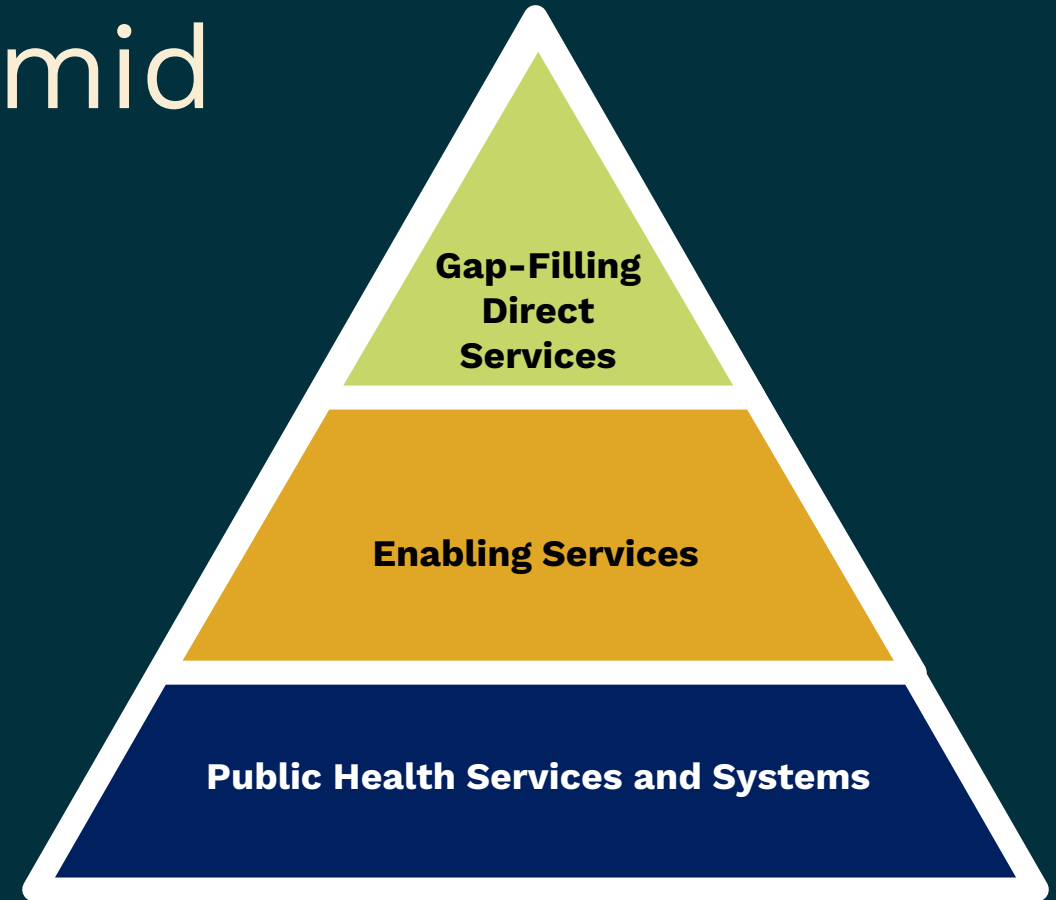 mid
Gap-Filling
Direct
Services
Enabling Services
Public Health Services and Systems